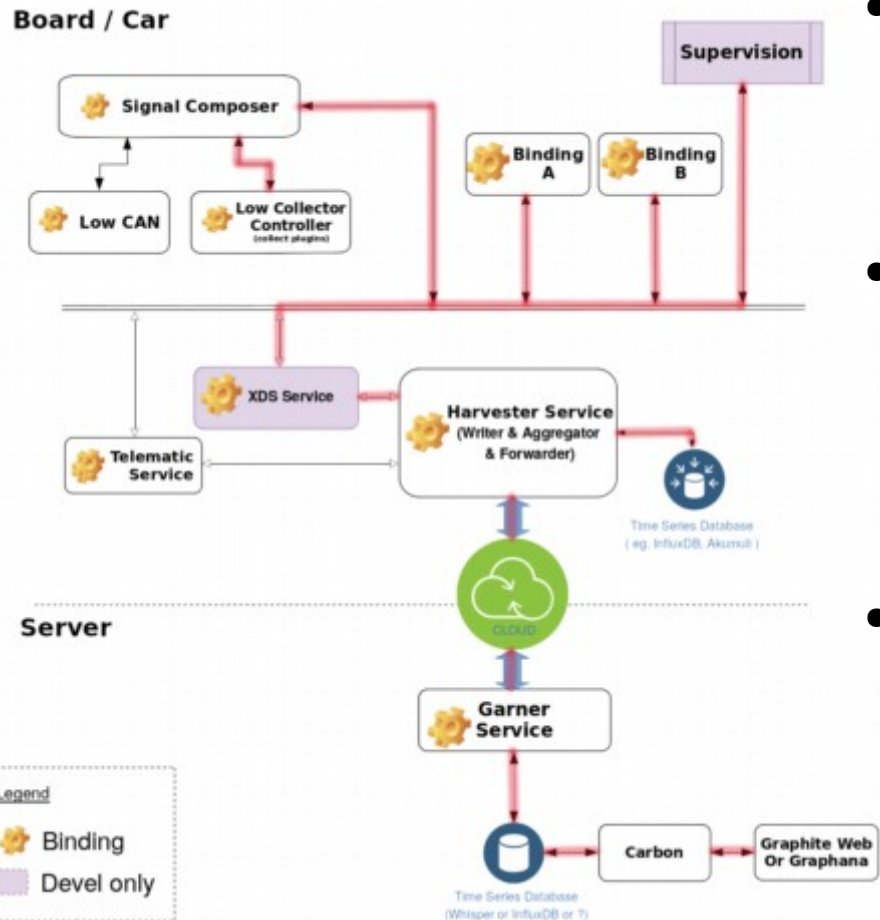 Board / Car
Supervision
Signal Composer
Binding
A
Binding
B
Low CAN
Low Collector
Controller
(collect plugins)
XDS Service
Harvester Service
(Writer & Aggregator
& Forwarder)
Telematic
Service
Time Series Database
( eg. InfluxDB, Akumuli )
CLOUD
Server
Garner
Service
Legend
Binding
Devel only
Carbon
Graphite Web
Or Graphana
Time Series Database
(Whisper or InfluxDB or ?)